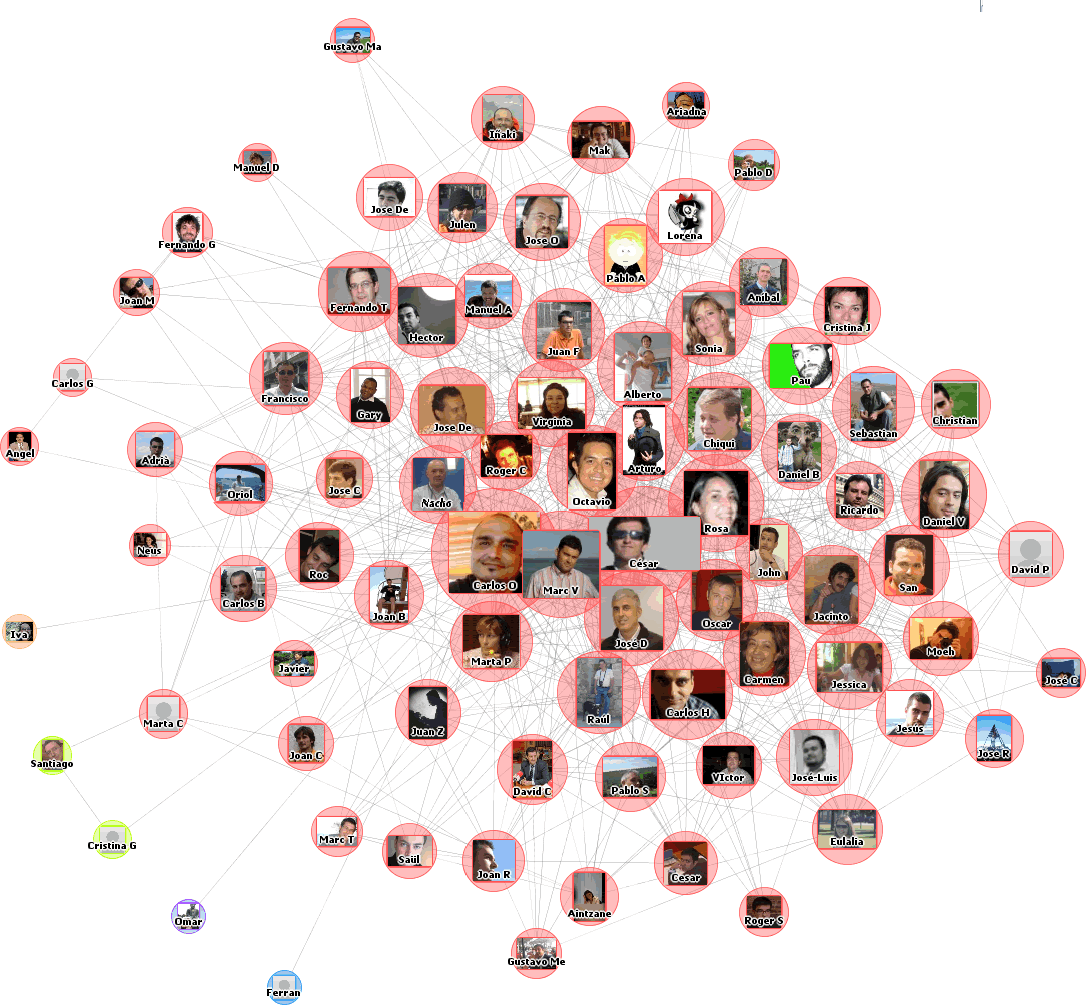 Gustavo Ma
Ariadna
Iñaki
Mak
Manuel D
Pablo D
Jose De
Julen
Jose O
Lorena
Fernando G
Pablo A
Joan M
Fernando T
Manuel A
Anibal
Cristina J
Hector
Juan F
Sonia
Carlos G
Francisco
Alberto
Pau
Gary
Jose De
Virginia
Christian
Sebastian
Angel
Adria
Chiqui
Roger C
Arturo
Daniel B
Oriol
Jose C
Nacho
Octavio
Ricardo
Rosa
Daniel V
Neus
Roc
César
David P
Carlos B
Joan B
Carlos O
Marc V
John
San
Iva
Jacinto
Oscar
José D
Moeh
Javier
Marta P
Carmen
Jessica
José C
Marta C
Raúl
Carlos H
Juan Z
Jesús
Joan C
Jose R
Santiago
David C
Pablo S
VIctor
José-Luis
Cristina G
Marc T
Saül
Joan R
Cesar
Eulalia
Omar
Aintzane
Roger S
Gustavo Me
Ferran